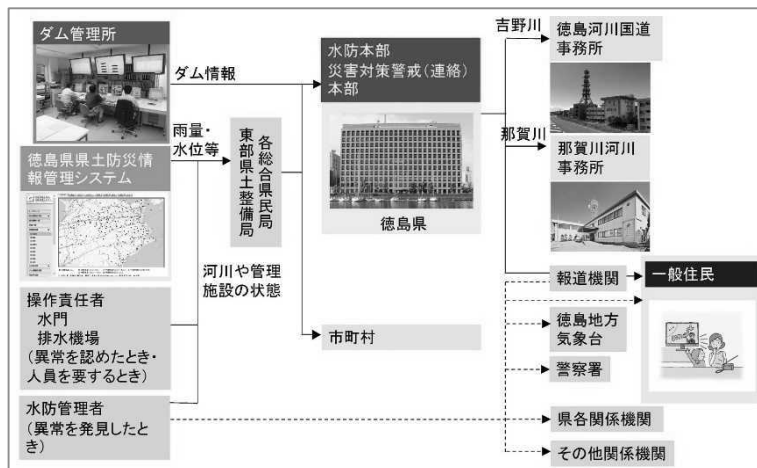 ダム管理所
ダム情報
水防本部
災害対策警戒(連絡)
本部
徳島県
吉野川
徳島河川国道
事務所
那賀川
那賀川河川
事務所
雨量・
水位等
各総合県民局
東部県土整備局
徳島県県土防災情
報管理システム
河川や管理
施設の状態
操作責任者
水門
排水機場
(異常を認めたとき・
人員を要するとき)
水防管理者
(異常を発見したと
き)
市町村
報道機関
一般住民
徳島地方
気象台
警察署
県各関係機関
その他関係機関